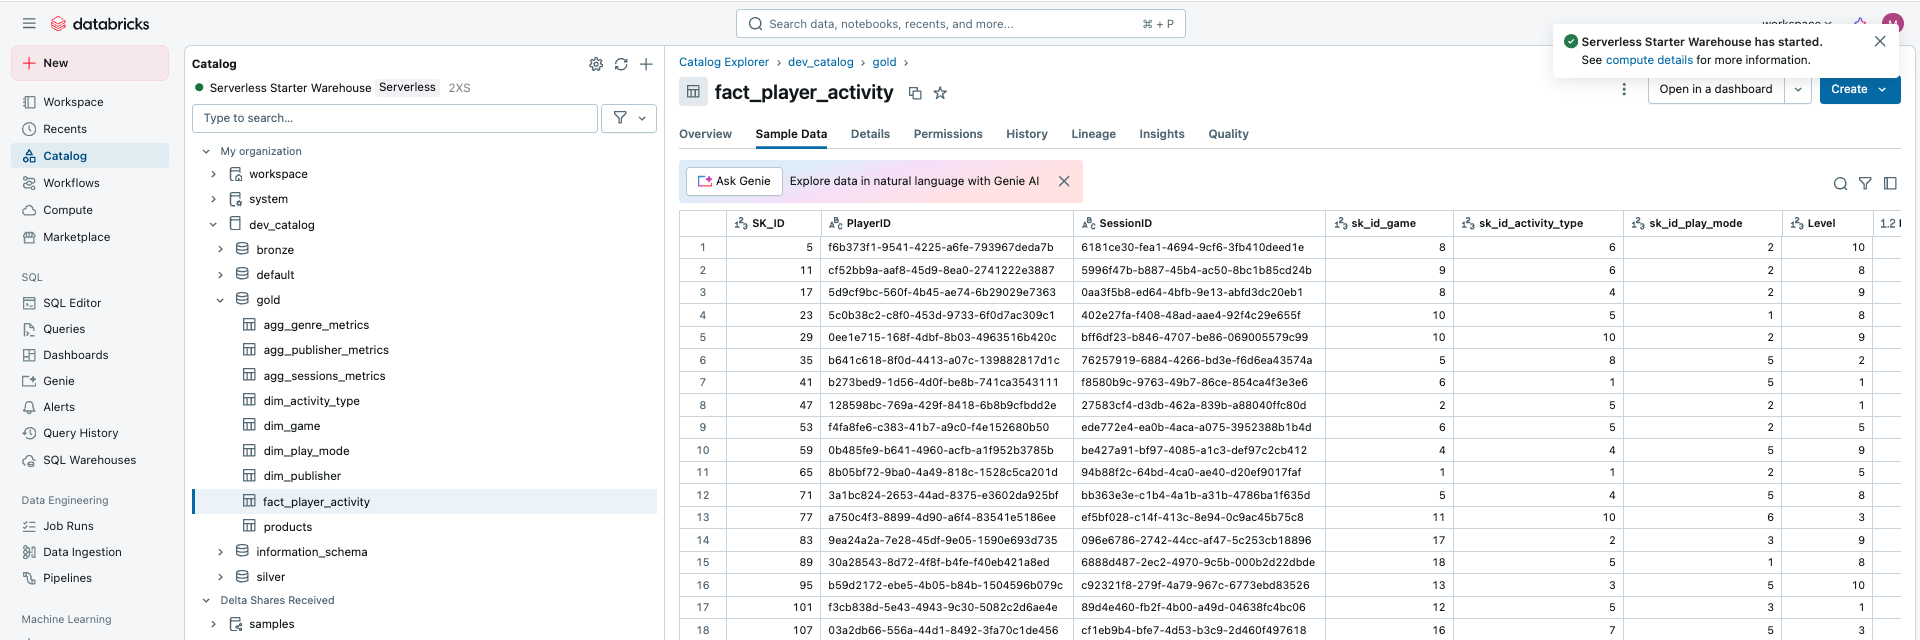 databricks
Search data, notebooks, recents, and more...
⌘ + P
New
Workspace
Recents
Catalog
Workflows
Compute
Marketplace
SQL
SQL Editor
Queries
Dashboards
Genie
Alerts
Query History
SQL Warehouses
Data Engineering
Job Runs
Data Ingestion
Pipelines
Machine Learning
Catalog
Serverless Starter Warehouse Serverless 2XS
Type to search...
My organization
workspace
system
dev_catalog
bronze
default
gold
agg_genre_metrics
agg_publisher_metrics
agg_sessions_metrics
dim_activity_type
dim_game
dim_play_mode
dim_publisher
fact_player_activity
products
information_schema
silver
Delta Shares Received
samples
Serverless Starter Warehouse has started.
See compute details for more information.
Catalog Explorer > dev_catalog > gold >
fact_player_activity
Open in a dashboard
Create
Overview Sample Data Details Permissions History Lineage Insights Quality
Ask Genie Explore data in natural language with Genie AI
SK_ID PlayerID SessionID sk_id_game sk_id_activity_type sk_id_play_mode Level 1.2
1 5 f6b373f1-9541-4225-a6fe-793967deda7b 6181ce30-fea1-4694-9cf6-3fb410deed1e 8 6 2 10
2 11 cf52bb9a-aaf8-45d9-8ea0-2741222e3887 5996f47b-b887-45b4-ac50-8bc1b85cd24b 9 6 2 8
3 17 5d9cf9bc-560f-4b45-ae74-6b29029e7363 0aa3f5b8-ed64-4bfb-9e13-abfd3dc20eb1 8 4 2 9
4 23 5c0b38c2-c8f0-453d-9733-6f0d7ac309c1 402e27fa-f408-48ad-aae4-92f4c29e655f 10 5 1 8
5 29 0ee1e715-168f-4dbf-8b03-4963516b420c bff6df23-b846-4707-be86-069005579c99 10 10 2 9
6 35 b641c618-8f0d-4413-a07c-139882817d1c 76257919-6884-4266-bd3e-f6d6ea43574a 5 8 5 2
7 41 b273bed9-1d56-4d0f-be8b-741ca3543111 f8580b9c-9763-49b7-86ce-854ca4f3e3e6 6 1 5 1
8 47 128598bc-769a-429f-8418-6b8b9cfbdd2e 27583cf4-d3db-462a-839b-a88040ffc80d 2 5 2 1
9 53 f4fa8fe6-c383-41b7-a9c0-f4e152680b50 ede772e4-ea0b-4aca-a075-3952388b1b4d 6 5 2 5
10 59 0b485fe9-b641-4960-acfb-a1f952b3785b be427a91-bf97-4085-a1c3-def97c2cb412 4 4 5 9
11 65 8b05bf72-9ba0-4a49-818c-1528c5ca201d 94b88f2c-64bd-4ca0-ae40-d20ef9017faf 1 1 2 5
12 71 3a1bc824-2653-44ad-8375-e3602da925bf bb363e3e-c1b4-4a1b-a31b-4786ba1f635d 5 4 5 8
13 77 a750c4f3-8899-4d90-a6f4-83541e5186ee ef5bf028-c14f-413c-8e94-0c9ac45b75c8 11 10 6 3
14 83 9ea24a2a-7e28-45df-9e05-1590e693d735 096e6786-2742-44cc-af47-5c253cb18896 17 2 3 9
15 89 30a28543-8d72-4f8f-b4fe-f40eb421a8ed 6888d487-2ec2-4970-9c5b-000b2d22dbde 18 5 1 8
16 95 b59d2172-ebe5-4b05-b84b-1504596b079c c92321f8-279f-4a79-967c-6773ebd83526 13 3 5 10
17 101 f3cb838d-5e43-4943-9c30-5082c2d6ae4e 89d4e460-fb2f-4b00-a49d-04638fc4bc06 12 5 3 1
18 107 03a2db66-556a-44d1-8492-3fa70c1de456 cf1eb9b4-bfe7-4d53-b3c9-2d460f497618 16 7 5 3